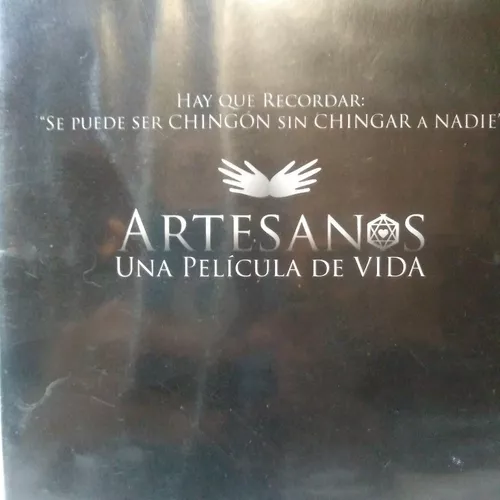 HAY QUE RECORDAR:
"SE PUEDE SER CHINGÓN SIN CHINGAR A NADIE"
ARTESANOS
UNA PELÍCULA DE VIDA